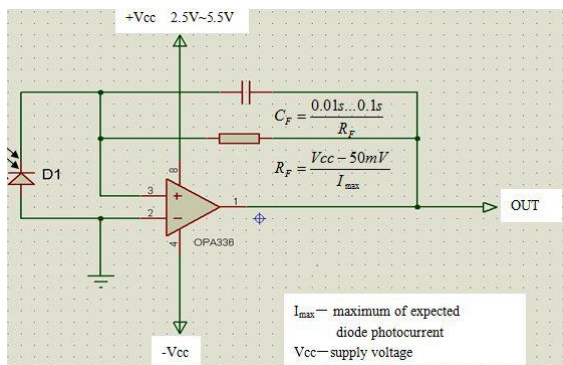 +Vcc 2.5V~5.5V
C_F = 0.01s...0.1s / R_F
R_F = Vcc − 50mV / I_max
D1
8
3
+
2
−
1
4
OPA336
OUT
-Vcc
I_max— maximum of expected
diode photocurrent
Vcc—supply voltage